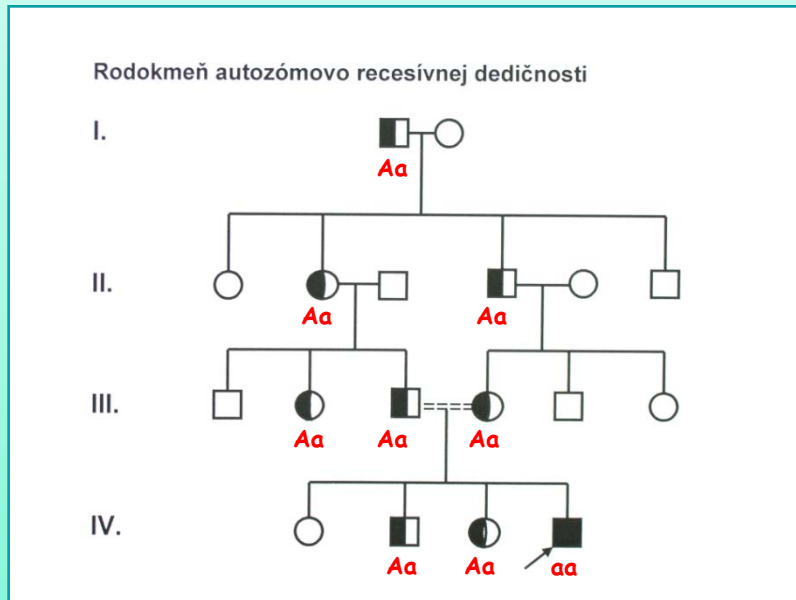 Rodokmeň autozómovo recesívnej dedičnosti
I.
Aa
II.
Aa Aa
III.
Aa Aa Aa
IV.
Aa Aa aa